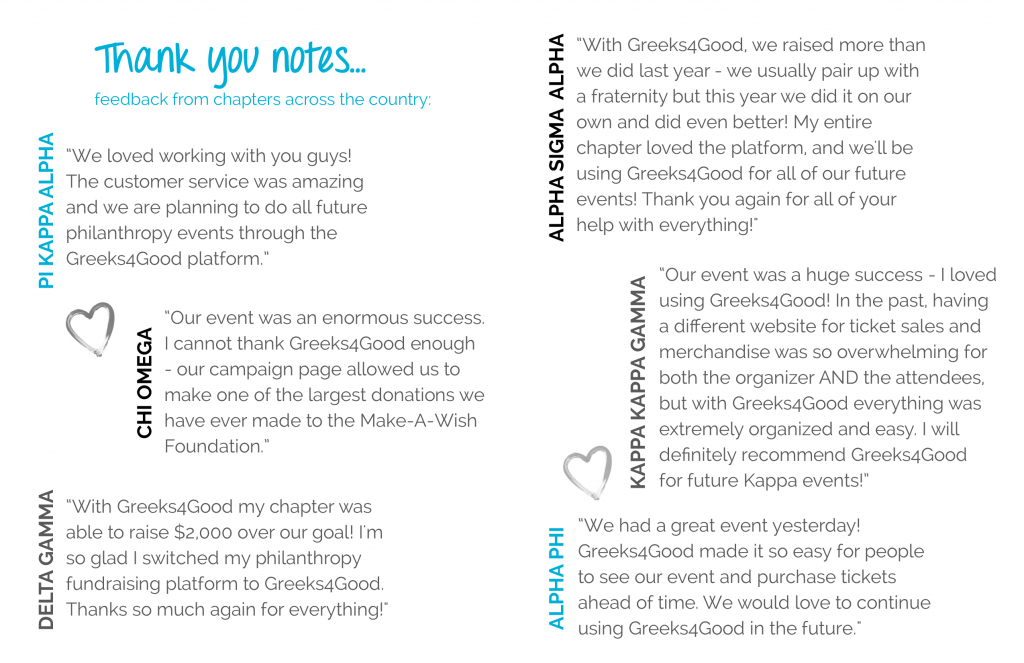 Thank you notes...
feedback from chapters across the country:
PI KAPPA ALPHA
“We loved working with you guys!
The customer service was amazing
and we are planning to do all future
philanthropy events through the
Greeks4Good platform.”
CHI OMEGA
“Our event was an enormous success.
I cannot thank Greeks4Good enough
- our campaign page allowed us to
make one of the largest donations we
have ever made to the Make-A-Wish
Foundation.”
DELTA GAMMA
“With Greeks4Good my chapter was
able to raise $2,000 over our goal! I'm
so glad I switched my philanthropy
fundraising platform to Greeks4Good.
Thanks so much again for everything!"
ALPHA SIGMA ALPHA
“With Greeks4Good, we raised more than
we did last year - we usually pair up with
a fraternity but this year we did it on our
own and did even better! My entire
chapter loved the platform, and we'll be
using Greeks4Good for all of our future
events! Thank you again for all of your
help with everything!"
KAPPA KAPPA GAMMA
“Our event was a huge success - I loved
using Greeks4Good! In the past, having
a different website for ticket sales and
merchandise was so overwhelming for
both the organizer AND the attendees,
but with Greeks4Good everything was
extremely organized and easy. I will
definitely recommend Greeks4Good
for future Kappa events!"
ALPHA PHI
“We had a great event yesterday!
Greeks4Good made it so easy for people
to see our event and purchase tickets
ahead of time. We would love to continue
using Greeks4Good in the future."